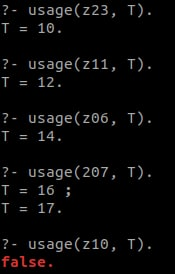 ?- usage(z23, T).
T = 10.
?- usage(z11, T).
T = 12.
?- usage(z06, T).
T = 14.
?- usage(207, T).
T = 16 ;
T = 17.
?- usage(z10, T).
false.